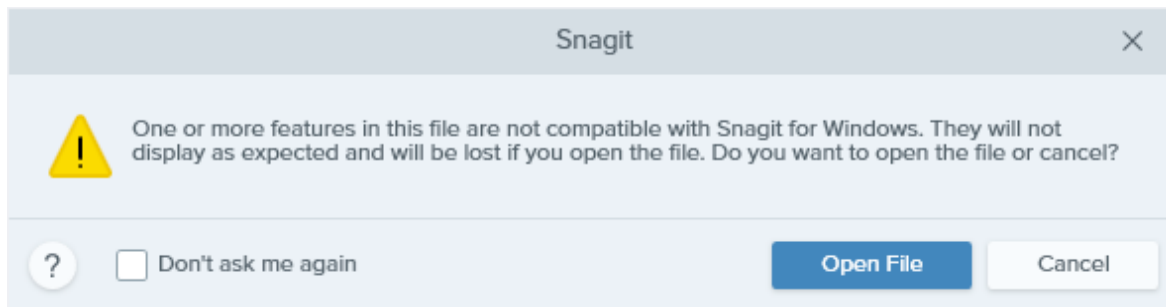 Snagit
One or more features in this file are not compatible with Snagit for Windows. They will not
display as expected and will be lost if you open the file. Do you want to open the file or cancel?
? Don't ask me again Open File Cancel